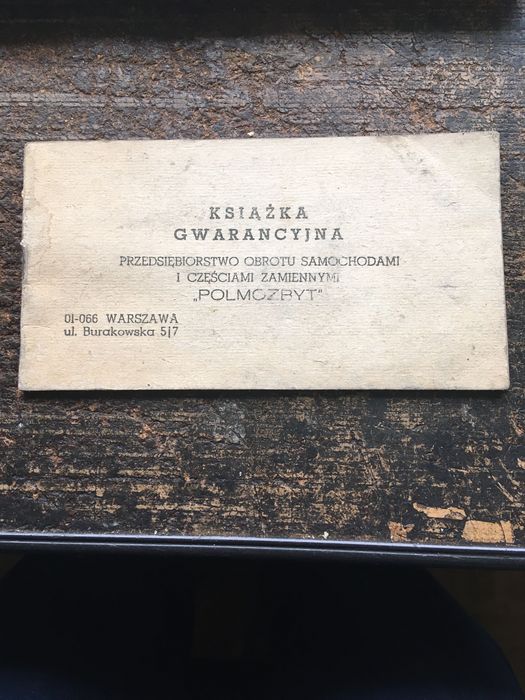 KSIĄŻKA
GWARANCYJNA
PRZEDSIĘBIORSTWO OBROTU SAMOCHODAMI
I CZĘŚCIAMI ZAMIENNYMI
„POLMOZBYT"
01-066 WARSZAWA
ul. Burakowska 5|7